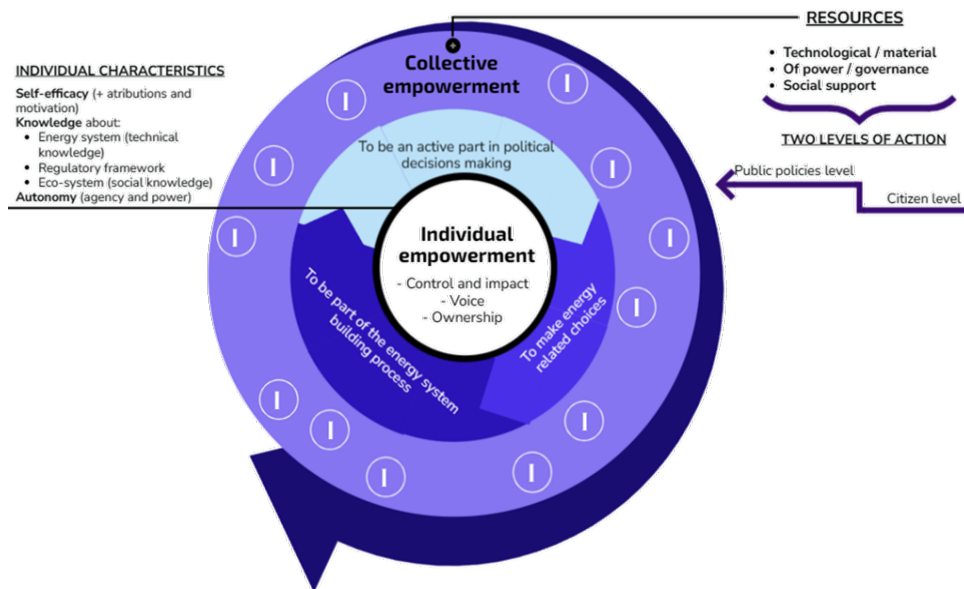 RESOURCES
• Technological / material
• Of power / governance
• Social support
TWO LEVELS OF ACTION
Public policies level
Citizen level
INDIVIDUAL CHARACTERISTICS
Self-efficacy (+ atributions and
motivation)
Knowledge about:
• Energy system (technical
knowledge)
• Regulatory framework
• Eco-system (social knowledge)
Autonomy (agency and power)
Collective
empowerment
To be an active part in political
decisions making
Individual
empowerment
- Control and impact
- Voice
- Ownership
To be part of the energy system
building process
To make energy
related choices
I
I
I
I
I
I
I
I
I
I
I
I